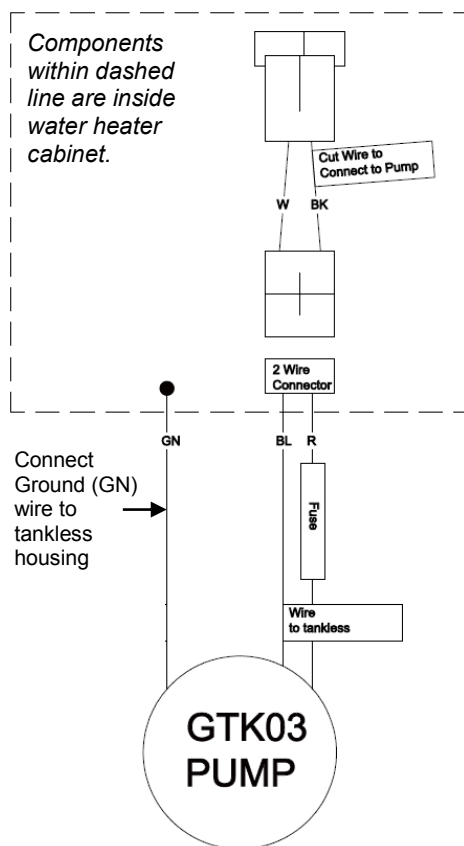 Components
within dashed
line are inside
water heater
cabinet.
Cut Wire to
Connect to Pump
W BK
2 Wire
Connector
GN BL R
Connect
Ground (GN)
wire to
tankless
housing
Fuse
Wire
to tankless
GTK03
PUMP